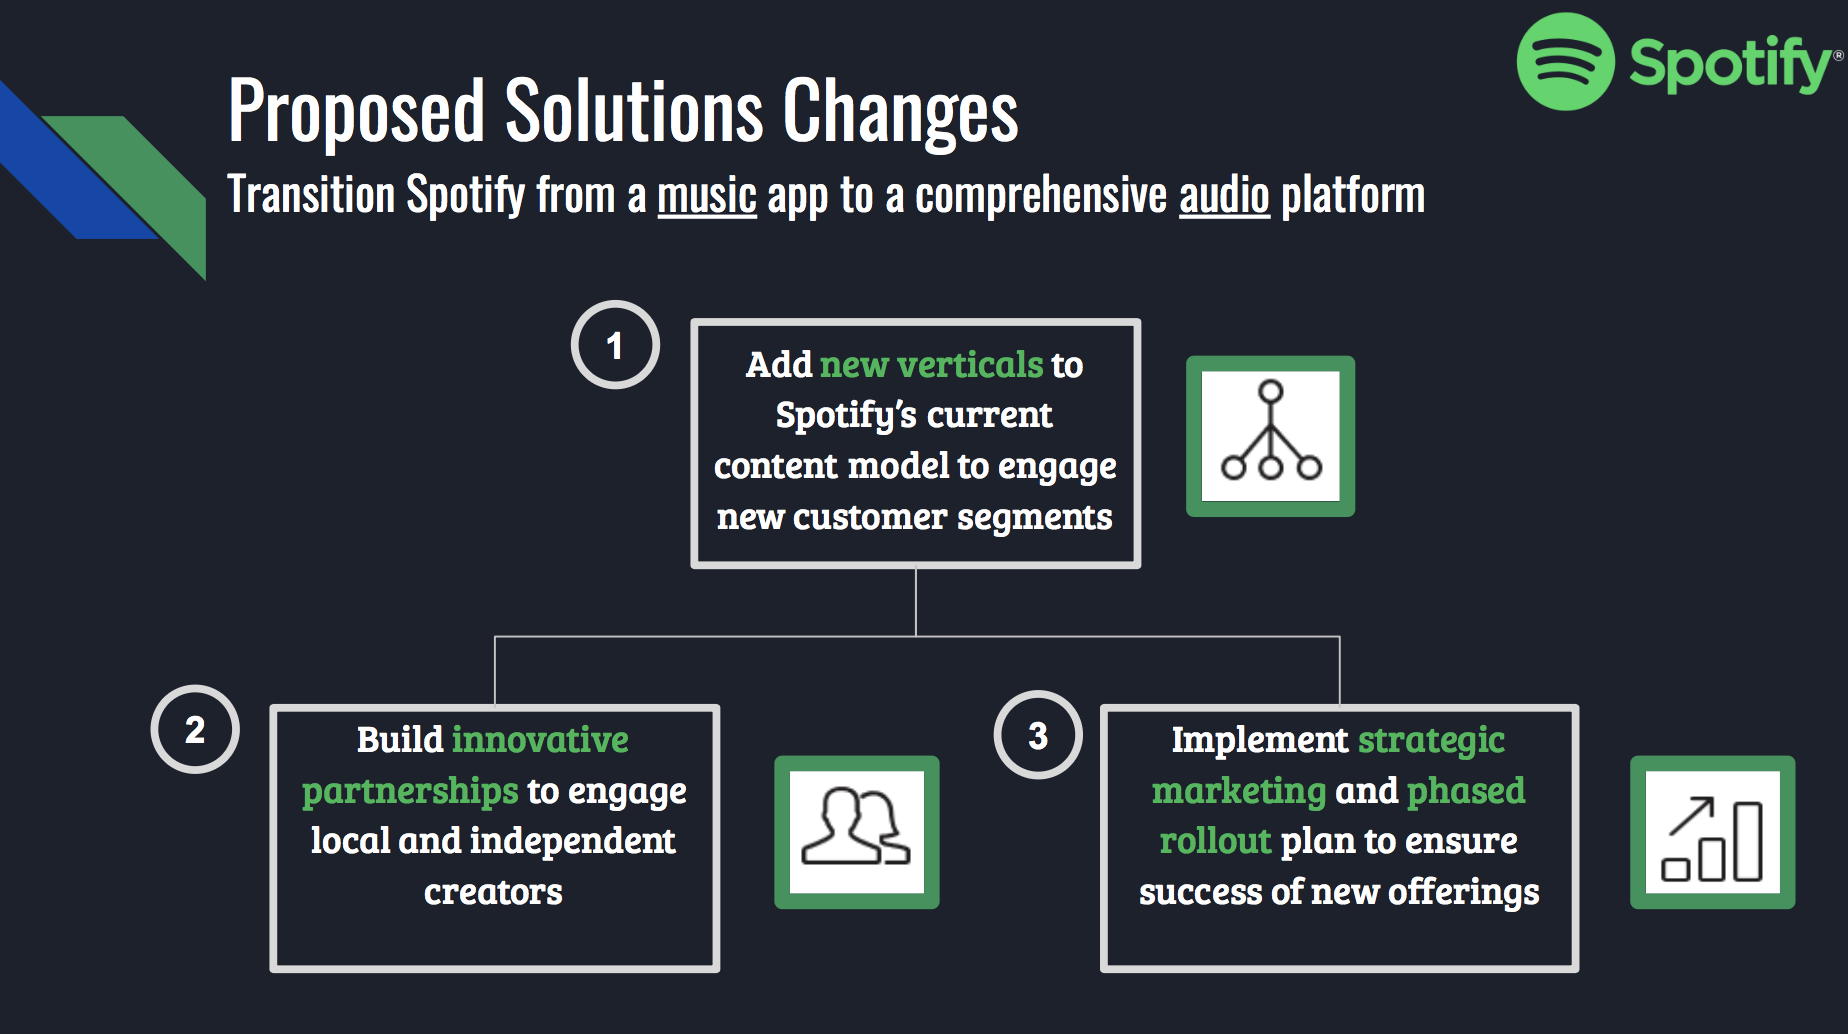 Spotify®
Proposed Solutions Changes
Transition Spotify from a music app to a comprehensive audio platform
1
Add new verticals to
Spotify's current
content model to engage
new customer segments
2
Build innovative
partnerships to engage
local and independent
creators
3
Implement strategic
marketing and phased
rollout plan to ensure
success of new offerings